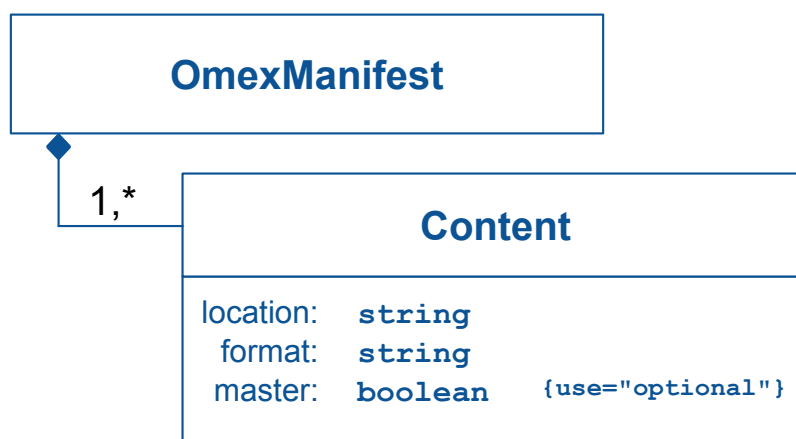 OmexManifest
1,*
Content
location: string
format: string
master: boolean {use="optional"}